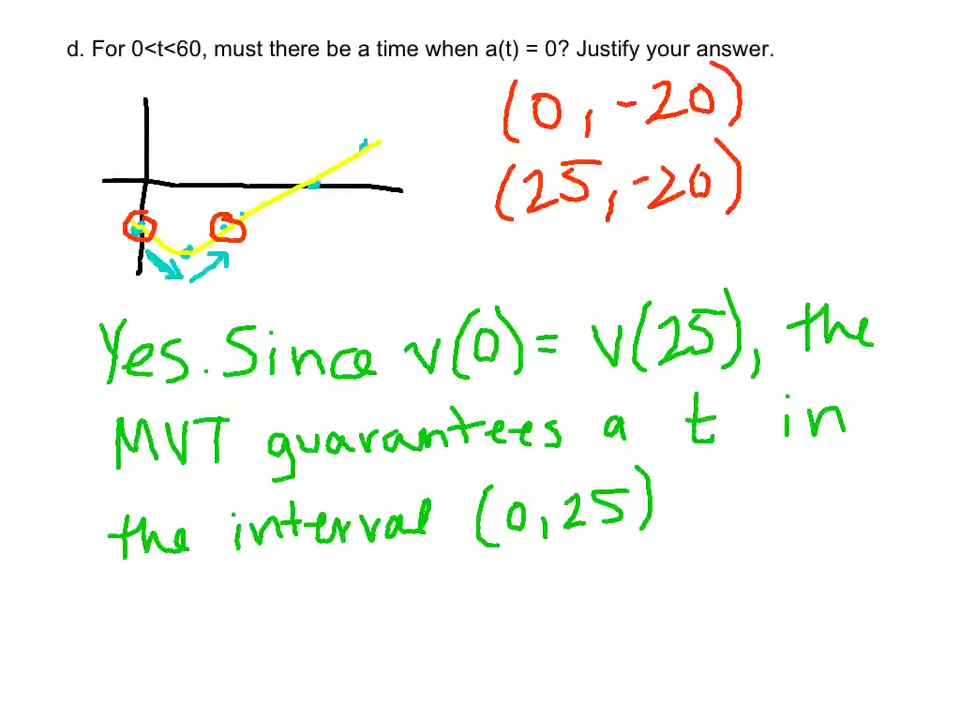 d. For 0<t<60, must there be a time when a(t) = 0? Justify your answer.
(0, -20)
(25, -20)
Yes. Since v(0) = v(25), the
MVT guarantees a t in
the interval (0, 25)